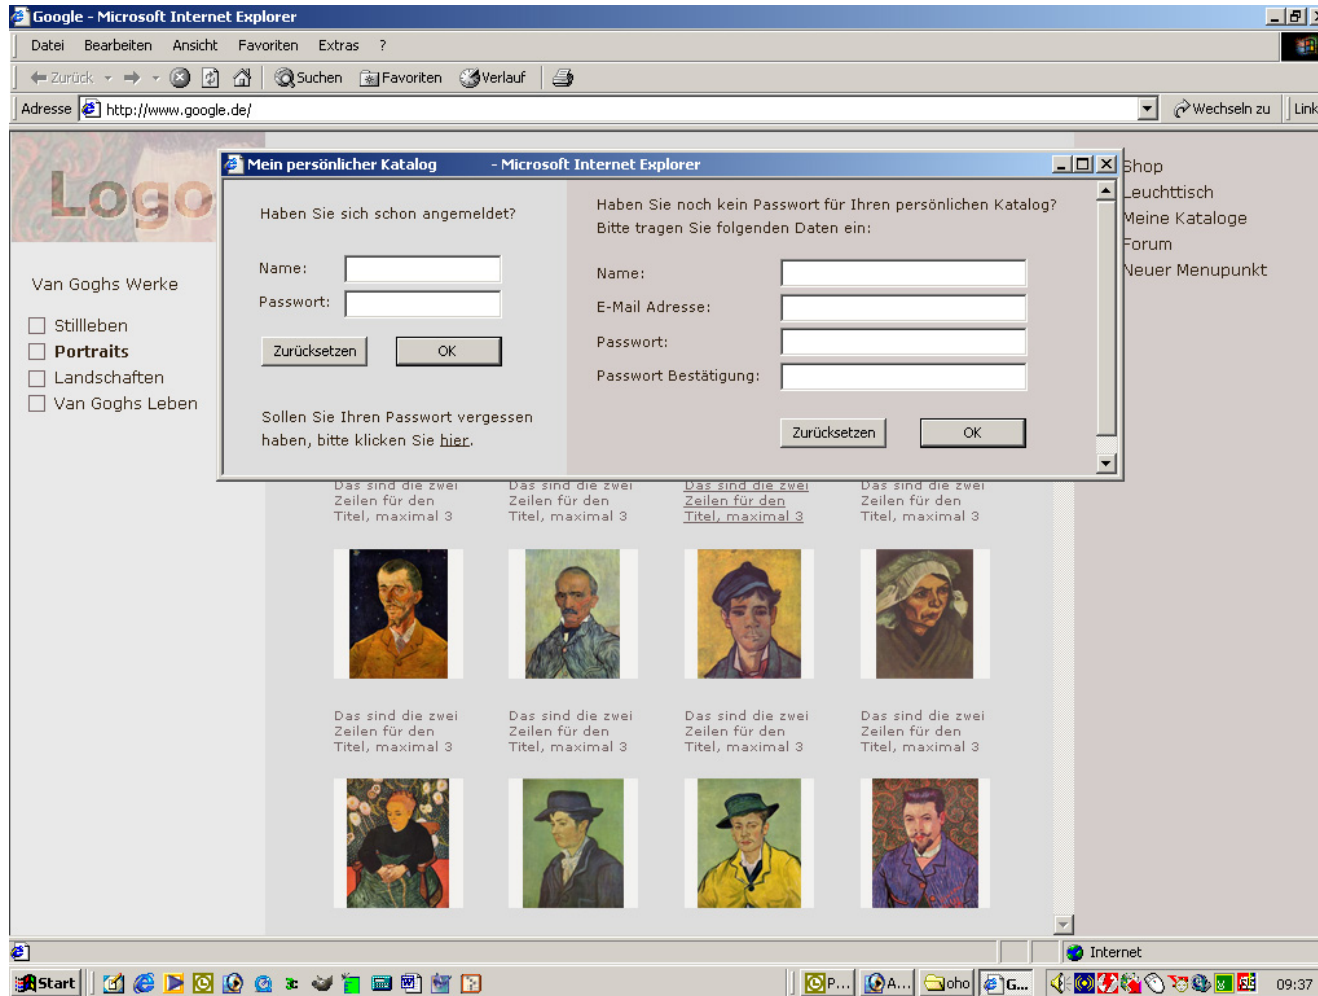 Google - Microsoft Internet Explorer
Datei Bearbeiten Ansicht Favoriten Extras ?
Zurück Suchen Favoriten Verlauf
Adresse http://www.google.de/ Wechseln zu Link
Logo
Van Goghs Werke
Stillleben
Portraits
Landschaften
Van Goghs Leben
Mein persönlicher Katalog - Microsoft Internet Explorer
Haben Sie sich schon angemeldet?
Name:
Passwort:
Zurücksetzen OK
Sollen Sie Ihren Passwort vergessen
haben, bitte klicken Sie hier.
Haben Sie noch kein Passwort für Ihren persönlichen Katalog?
Bitte tragen Sie folgenden Daten ein:
Name:
E-Mail Adresse:
Passwort:
Passwort Bestätigung:
Zurücksetzen OK
Shop
Leuchttisch
Meine Kataloge
Forum
Neuer Menupunkt
Das sind die zwei
Zeilen für den
Titel, maximal 3
Das sind die zwei
Zeilen für den
Titel, maximal 3
Das sind die zwei
Zeilen für den
Titel, maximal 3
Das sind die zwei
Zeilen für den
Titel, maximal 3
Das sind die zwei
Zeilen für den
Titel, maximal 3
Das sind die zwei
Zeilen für den
Titel, maximal 3
Das sind die zwei
Zeilen für den
Titel, maximal 3
Das sind die zwei
Zeilen für den
Titel, maximal 3
Internet
Start P... A... oho G... 09:37